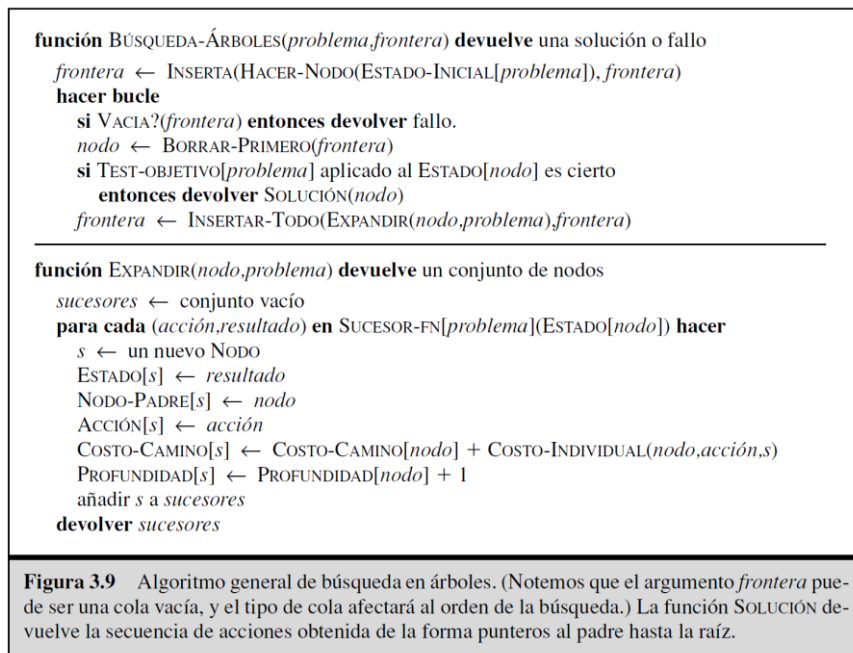 función BÚSQUEDA-ÁRBOLES(problema,frontera) devuelve una solución o fallo
frontera ← INSERTA(HACER-NODO(ESTADO-INICIAL[problema]), frontera)
hacer bucle
si VACIA?(frontera) entonces devolver fallo.
nodo ← BORRAR-PRIMERO(frontera)
si TEST-OBJETIVO[problema] aplicado al ESTADO[nodo] es cierto
entonces devolver SOLUCIÓN(nodo)
frontera ← INSERTAR-TODO(EXPANDIR(nodo,problema),frontera)
función EXPANDIR(nodo,problema) devuelve un conjunto de nodos
sucesores ← conjunto vacío
para cada (acción,resultado) en SUCESOR-FN[problema](ESTADO[nodo]) hacer
s ← un nuevo NODO
ESTADO[s] ← resultado
NODO-PADRE[s] ← nodo
ACCIÓN[s] ← acción
COSTO-CAMINO[s] ← COSTO-CAMINO[nodo] + COSTO-INDIVIDUAL(nodo,acción,s)
PROFUNDIDAD[s] ← PROFUNDIDAD[nodo] + 1
añadir s a sucesores
devolver sucesores
Figura 3.9 Algoritmo general de búsqueda en árboles. (Notemos que el argumento frontera pue-
de ser una cola vacía, y el tipo de cola afectará al orden de la búsqueda.) La función SOLUCIÓN de-
vuelve la secuencia de acciones obtenida de la forma punteros al padre hasta la raíz.